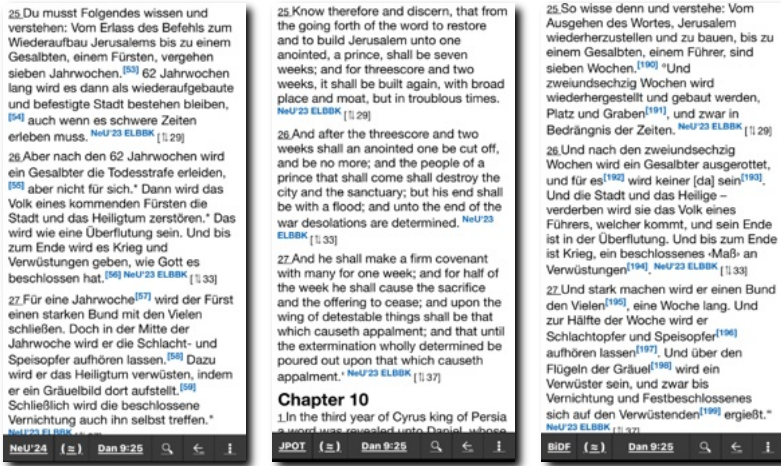 25 Du musst Folgendes wissen und
verstehen: Vom Erlass des Befehls zum
Wiederaufbau Jerusalems bis zu einem
Gesalbten, einem Fürsten, vergehen
sieben Jahrwochen.[53] 62 Jahrwochen
lang wird es dann als wiederaufgebaute
und befestigte Stadt bestehen bleiben,
[54] auch wenn es schwere Zeiten
erleben muss. NeU'23 ELBBK [⇅29]
26 Aber nach den 62 Jahrwochen wird
ein Gesalbter die Todesstrafe erleiden,
[55] aber nicht für sich.* Dann wird das
Volk eines kommenden Fürsten die
Stadt und das Heiligtum zerstören.* Das
wird wie eine Überflutung sein. Und bis
zum Ende wird es Krieg und
Verwüstungen geben, wie Gott es
beschlossen hat.[56] NeU'23 ELBBK [⇅33]
27 Für eine Jahrwoche[57] wird der Fürst
einen starken Bund mit den Vielen
schließen. Doch in der Mitte der
Jahrwoche wird er die Schlacht- und
Speisopfer aufhören lassen.[58] Dazu
wird er das Heiligtum verwüsten, indem
er ein Gräuelbild dort aufstellt.[59]
Schließlich wird die beschlossene
Vernichtung auch ihn selbst treffen."
NeU'23 ELBBK
NeU'24 (≈) Dan 9:25
25 Know therefore and discern, that from
the going forth of the word to restore
and to build Jerusalem unto one
anointed, a prince, shall be seven
weeks; and for threescore and two
weeks, it shall be built again, with broad
place and moat, but in troublous times.
NeU'23 ELBBK [⇅29]
26 And after the threescore and two
weeks shall an anointed one be cut off,
and be no more; and the people of a
prince that shall come shall destroy the
city and the sanctuary; but his end shall
be with a flood; and unto the end of the
war desolations are determined. NeU'23
ELBBK [⇅33]
27 And he shall make a firm covenant
with many for one week; and for half of
the week he shall cause the sacrifice
and the offering to cease; and upon the
wing of detestable things shall be that
which causeth appalment; and that until
the extermination wholly determined be
poured out upon that which causeth
appalment.' NeU'23 ELBBK [⇅37]
Chapter 10
1 In the third year of Cyrus king of Persia
a word was revealed unto Daniel, whose
JPOT (≈) Dan 9:25
25 So wisse denn und verstehe: Vom
Ausgehen des Wortes, Jerusalem
wiederherzustellen und zu bauen, bis zu
einem Gesalbten, einem Führer, sind
sieben Wochen.[190] °Und
zweiundsechzig Wochen wird
wiederhergestellt und gebaut werden,
Platz und Graben[191], und zwar in
Bedrängnis der Zeiten. NeU'23 ELBBK [⇅29]
26 Und nach den zweiundsechzig
Wochen wird ein Gesalbter ausgerottet,
und für es[192] wird keiner [da] sein[193].
Und die Stadt und das Heilige –
verderben wird sie das Volk eines
Führers, welcher kommt, und sein Ende
ist in der Überflutung. Und bis zum Ende
ist Krieg, ein beschlossenes ‹Maß› an
Verwüstungen[194]. NeU'23 ELBBK [⇅33]
27 Und stark machen wird er einen Bund
den Vielen[195], eine Woche lang. Und
zur Hälfte der Woche wird er
Schlachtopfer und Speisopfer[196]
aufhören lassen[197]. Und über den
Flügeln der Gräuel[198] wird ein
Verwüster sein, und zwar bis
Vernichtung und Festbeschlossenes
sich auf den Verwüstenden[199] ergießt."
NeU'23 ELBBK [⇅37]
BiDF (≈) Dan 9:25